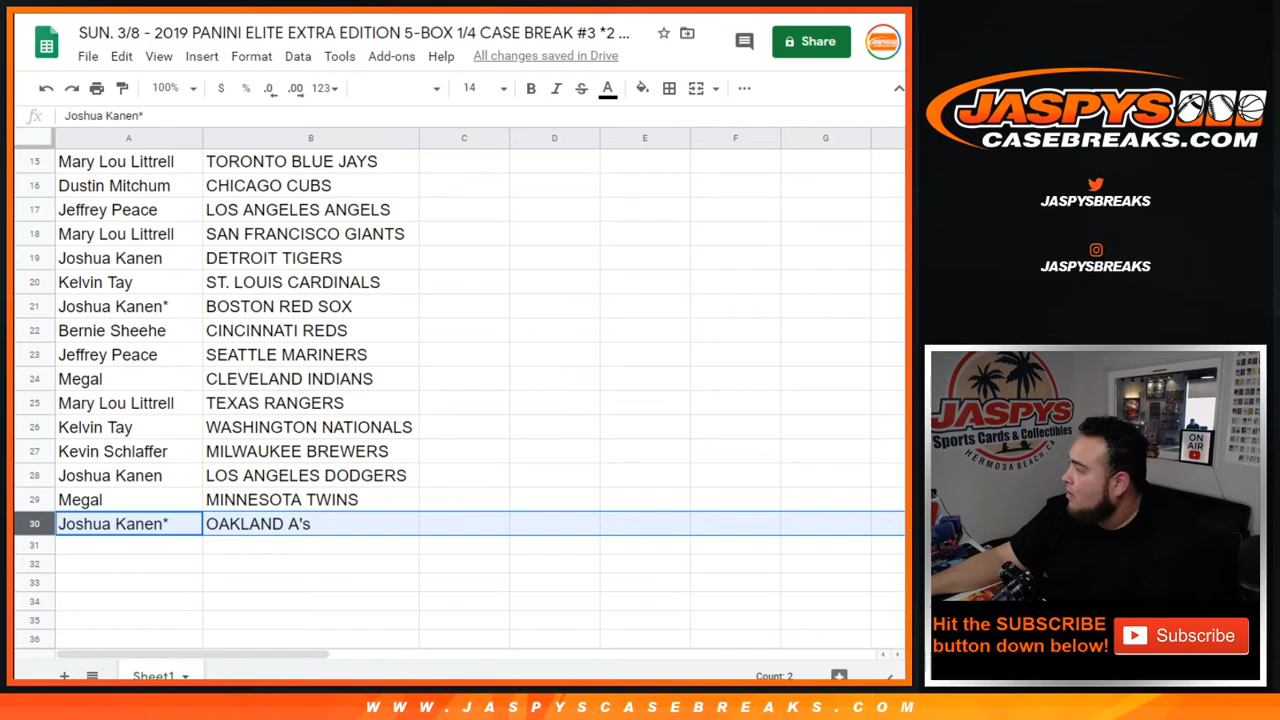 SUN. 3/8 - 2019 PANINI ELITE EXTRA EDITION 5-BOX 1/4 CASE BREAK #3 *2 ...
File Edit View Insert Format Data Tools Add-ons Help All changes saved in Drive
Share
100% $ % .0 .00 123 14 B I S A
fx Joshua Kanen*
A B C D E F G
15 Mary Lou Littrell TORONTO BLUE JAYS
16 Dustin Mitchum CHICAGO CUBS
17 Jeffrey Peace LOS ANGELES ANGELS
18 Mary Lou Littrell SAN FRANCISCO GIANTS
19 Joshua Kanen DETROIT TIGERS
20 Kelvin Tay ST. LOUIS CARDINALS
21 Joshua Kanen* BOSTON RED SOX
22 Bernie Sheehe CINCINNATI REDS
23 Jeffrey Peace SEATTLE MARINERS
24 Megal CLEVELAND INDIANS
25 Mary Lou Littrell TEXAS RANGERS
26 Kelvin Tay WASHINGTON NATIONALS
27 Kevin Schlaffer MILWAUKEE BREWERS
28 Joshua Kanen LOS ANGELES DODGERS
29 Megal MINNESOTA TWINS
30 Joshua Kanen* OAKLAND A's
31
32
33
34
35
36
Sheet1
Count: 2
JASPYS
CASEBREAKS.COM
JASPYSBREAKS
JASPYSBREAKS
JASPYS
Sports Cards & Collectibles
HERMOSA BEACH, CA
ON AIR
Hit the SUBSCRIBE
button down below!
Subscribe
WWW.JASPYSCASEBREAKS.COM